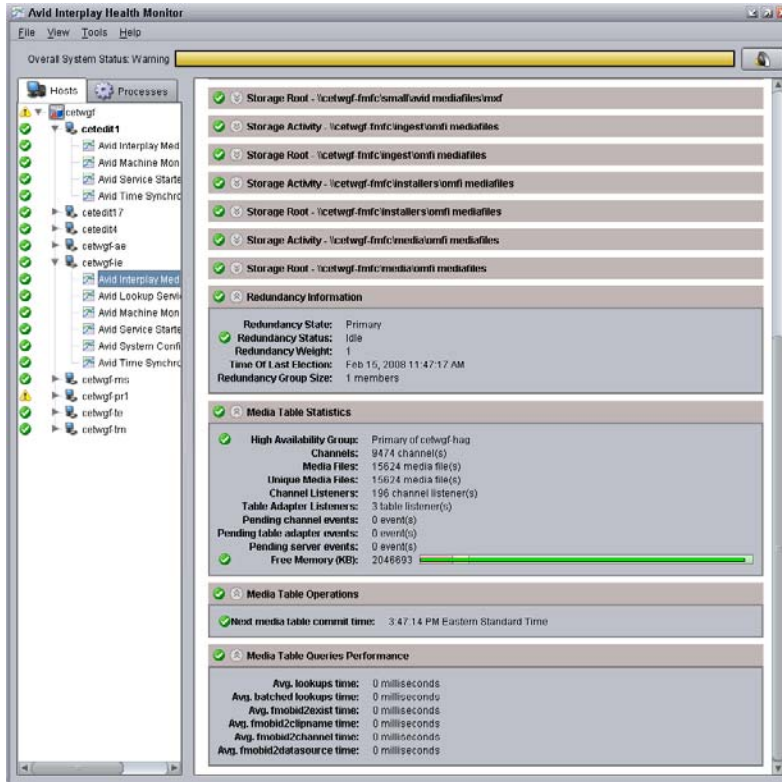 Avid Interplay Health Monitor
File View Tools Help
Overall System Status: Warning
Hosts
Processes
cetwgf
cetedit1
Avid Interplay Med
Avid Machine Mon
Avid Service Starte
Avid Time Synchro
cetedit17
cetedit4
cetwgf-ae
cetwgf-ie
Avid Interplay Med
Avid Lookup Servi
Avid Machine Mon
Avid Service Starte
Avid System Confi
Avid Time Synchro
cetwgf-ms
cetwgf-pr1
cetwgf-te
cetwgf-trn
Storage Root - \\cetwgf-fmfc\small\avid mediafiles\mxf
Storage Activity - \\cetwgf-fmfc\ingest\omfi mediafiles
Storage Root - \\cetwgf-fmfc\ingest\omfi mediafiles
Storage Activity - \\cetwgf-fmfc\installers\omfi mediafiles
Storage Root - \\cetwgf-fmfc\installers\omfi mediafiles
Storage Activity - \\cetwgf-fmfc\media\omfi mediafiles
Storage Root - \\cetwgf-fmfc\media\omfi mediafiles
Redundancy Information
Redundancy State: Primary
Redundancy Status: Idle
Redundancy Weight: 1
Time Of Last Election: Feb 15, 2008 11:47:17 AM
Redundancy Group Size: 1 members
Media Table Statistics
High Availability Group: Primary of cetwgf-hag
Channels: 9474 channel(s)
Media Files: 15624 media file(s)
Unique Media Files: 15624 media file(s)
Channel Listeners: 196 channel listener(s)
Table Adapter Listeners: 3 table listener(s)
Pending channel events: 0 event(s)
Pending table adapter events: 0 event(s)
Pending server events: 0 event(s)
Free Memory (KB): 2046693
Media Table Operations
Next media table commit time: 3:47:14 PM Eastern Standard Time
Media Table Queries Performance
Avg. lookups time: 0 milliseconds
Avg. batched lookups time: 0 milliseconds
Avg. fmobid2exist time: 0 milliseconds
Avg. fmobid2clipname time: 0 milliseconds
Avg. fmobid2channel time: 0 milliseconds
Avg. fmobid2datasource time: 0 milliseconds